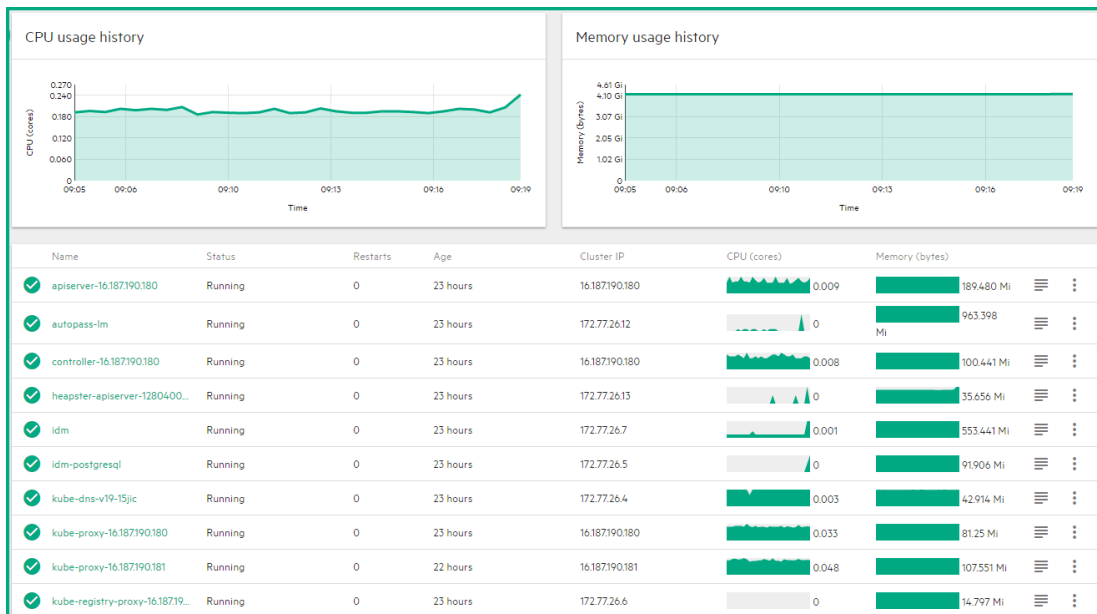 CPU usage history
0.270
0.240
0.180
0.120
0.060
0
CPU (cores)
09:05 09:06 09:10 09:13 09:16 09:19
Time
Memory usage history
4.61 Gi
4.10 Gi
3.07 Gi
2.05 Gi
1.02 Gi
0
Memory (bytes)
09:05 09:06 09:10 09:13 09:16 09:19
Time
Name Status Restarts Age Cluster IP CPU (cores) Memory (bytes)
apiserver-16.187.190.180 Running 0 23 hours 16.187.190.180 0.009 189.480 Mi
autopass-lm Running 0 23 hours 172.77.26.12 0 963.398
Mi
controller-16.187.190.180 Running 0 23 hours 16.187.190.180 0.008 100.441 Mi
heapster-apiserver-1280400... Running 0 23 hours 172.77.26.13 0 35.656 Mi
idm Running 0 23 hours 172.77.26.7 0.001 553.441 Mi
idm-postgresql Running 0 23 hours 172.77.26.5 0 91.906 Mi
kube-dns-v19-15jic Running 0 23 hours 172.77.26.4 0.003 42.914 Mi
kube-proxy-16.187.190.180 Running 0 23 hours 16.187.190.180 0.033 81.25 Mi
kube-proxy-16.187.190.181 Running 0 22 hours 16.187.190.181 0.048 107.551 Mi
kube-registry-proxy-16.187.19... Running 0 23 hours 172.77.26.6 0 14.797 Mi